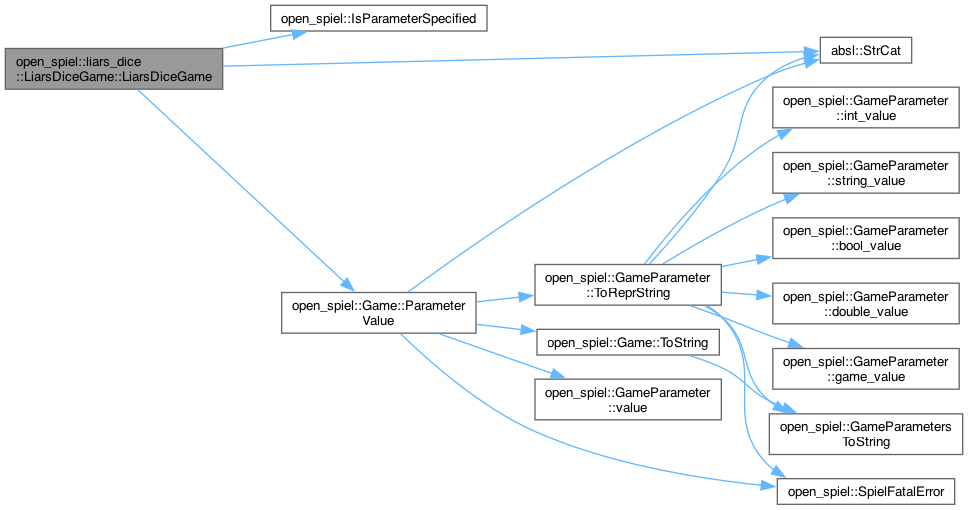 open_spiel::IsParameterSpecified
open_spiel::liars_dice
::LiarsDiceGame::LiarsDiceGame
absl::StrCat
open_spiel::GameParameter
::int_value
open_spiel::GameParameter
::string_value
open_spiel::GameParameter
::bool_value
open_spiel::GameParameter
::ToReprString
open_spiel::GameParameter
::double_value
open_spiel::Game::Parameter
Value
open_spiel::Game::ToString
open_spiel::GameParameter
::game_value
open_spiel::GameParameter
::value
open_spiel::GameParameters
ToString
open_spiel::SpielFatalError